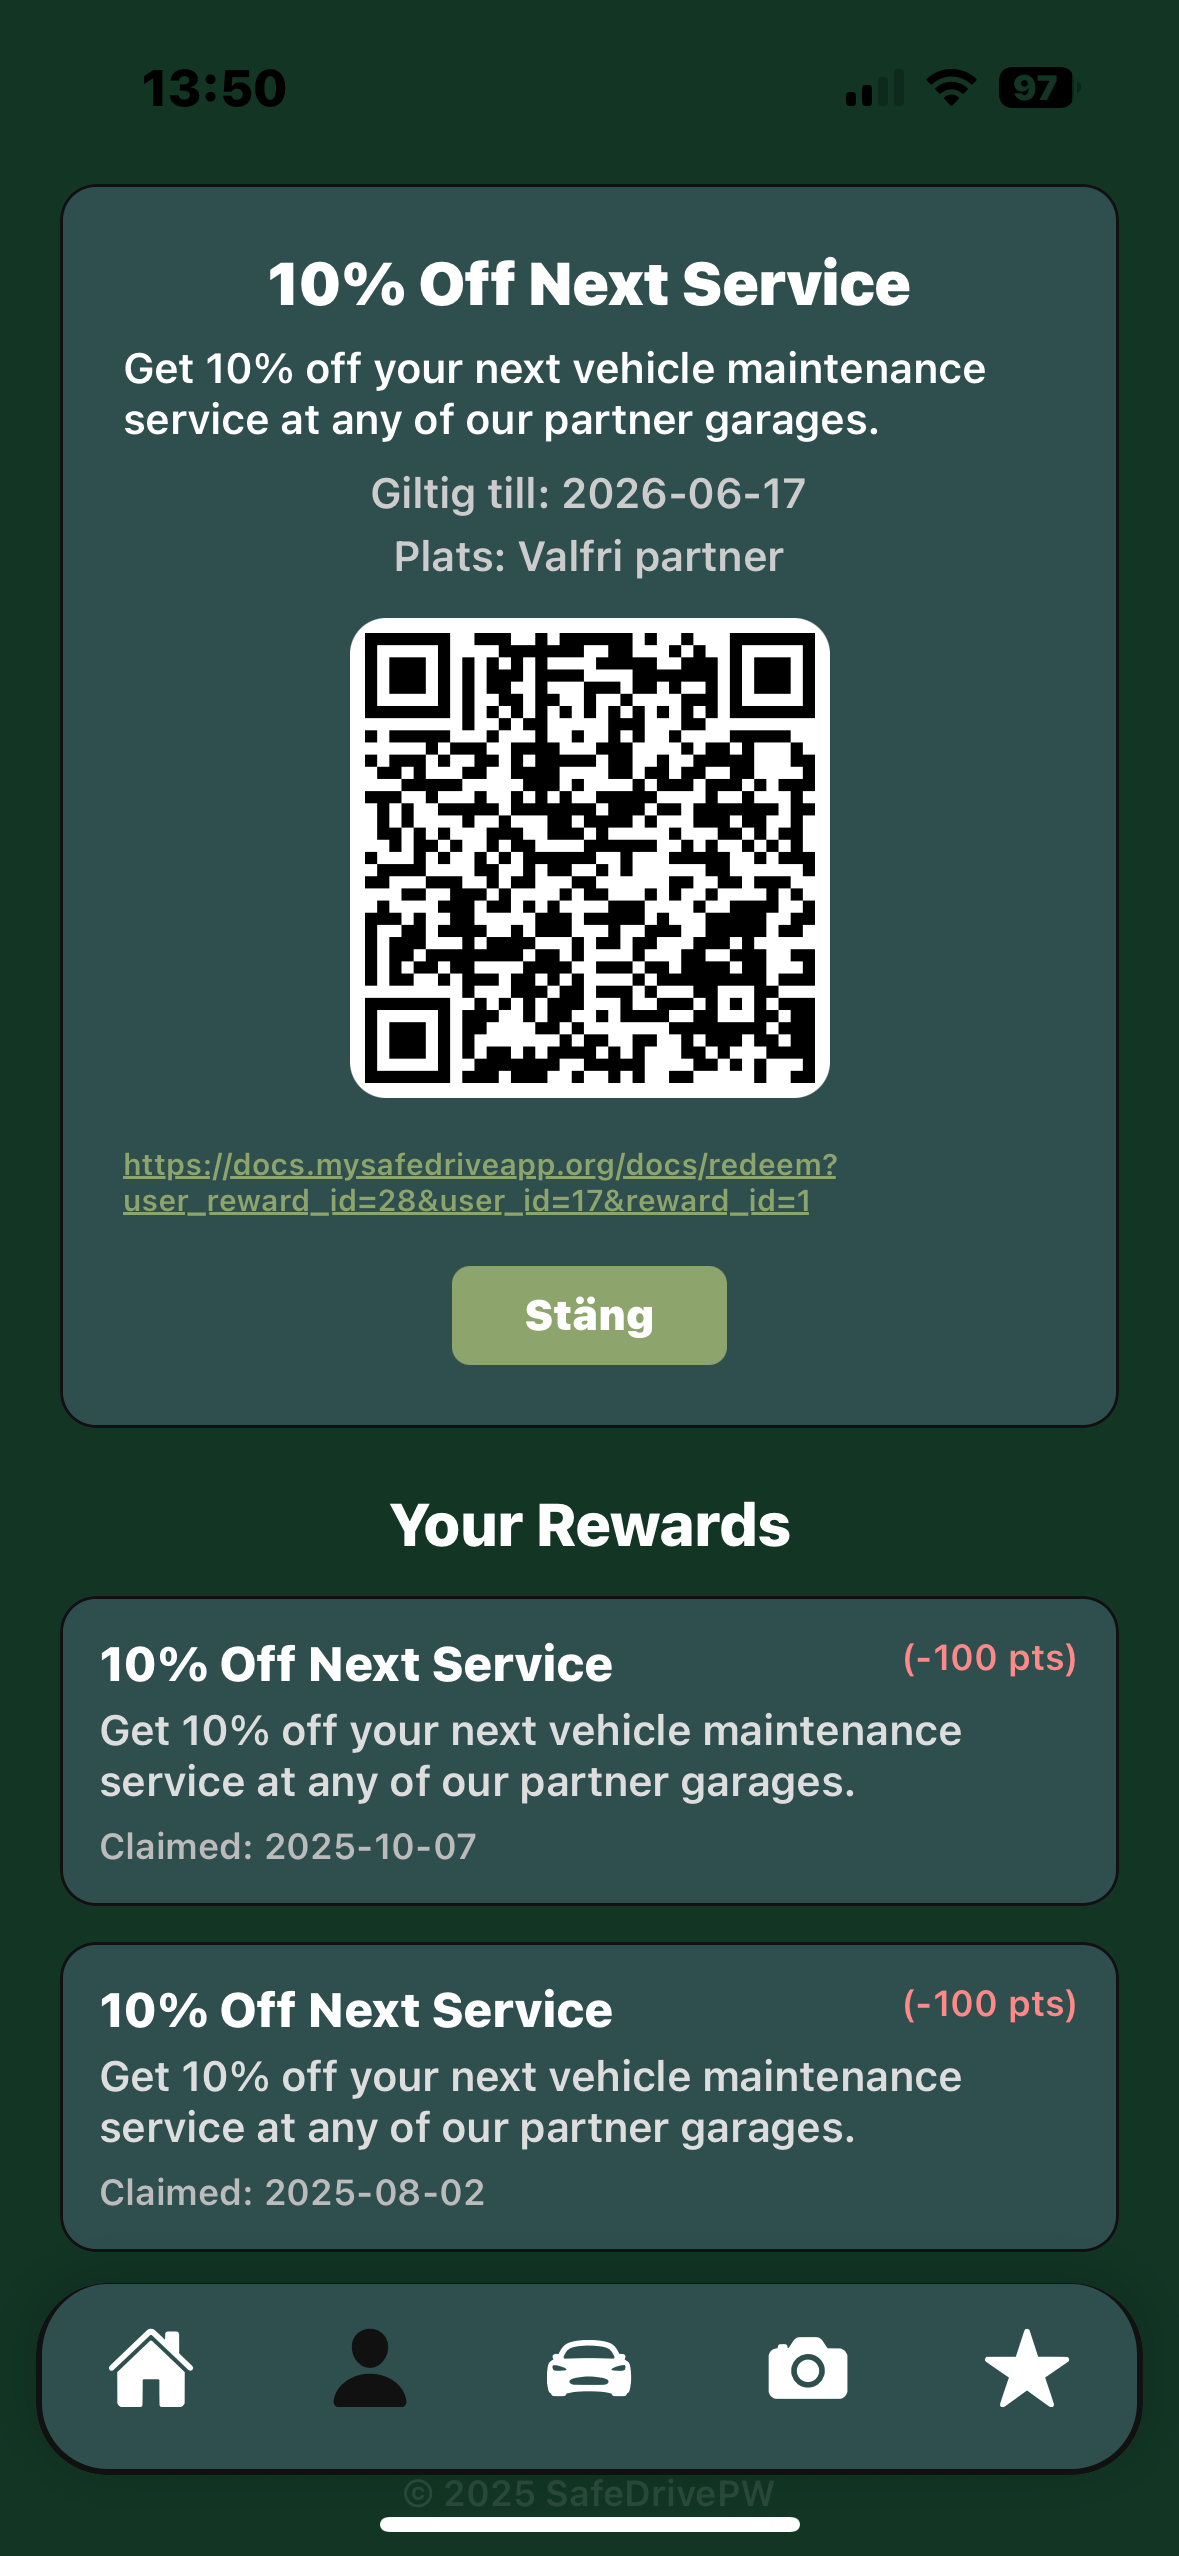 13:50
97
10% Off Next Service
Get 10% off your next vehicle maintenance
service at any of our partner garages.
Giltig till: 2026-06-17
Plats: Valfri partner
https://docs.mysafedriveapp.org/docs/redeem?
user_reward_id=28&user_id=17&reward_id=1
Stäng
Your Rewards
10% Off Next Service
(-100 pts)
Get 10% off your next vehicle maintenance
service at any of our partner garages.
Claimed: 2025-10-07
10% Off Next Service
(-100 pts)
Get 10% off your next vehicle maintenance
service at any of our partner garages.
Claimed: 2025-08-02
© 2025 SafeDrivePW